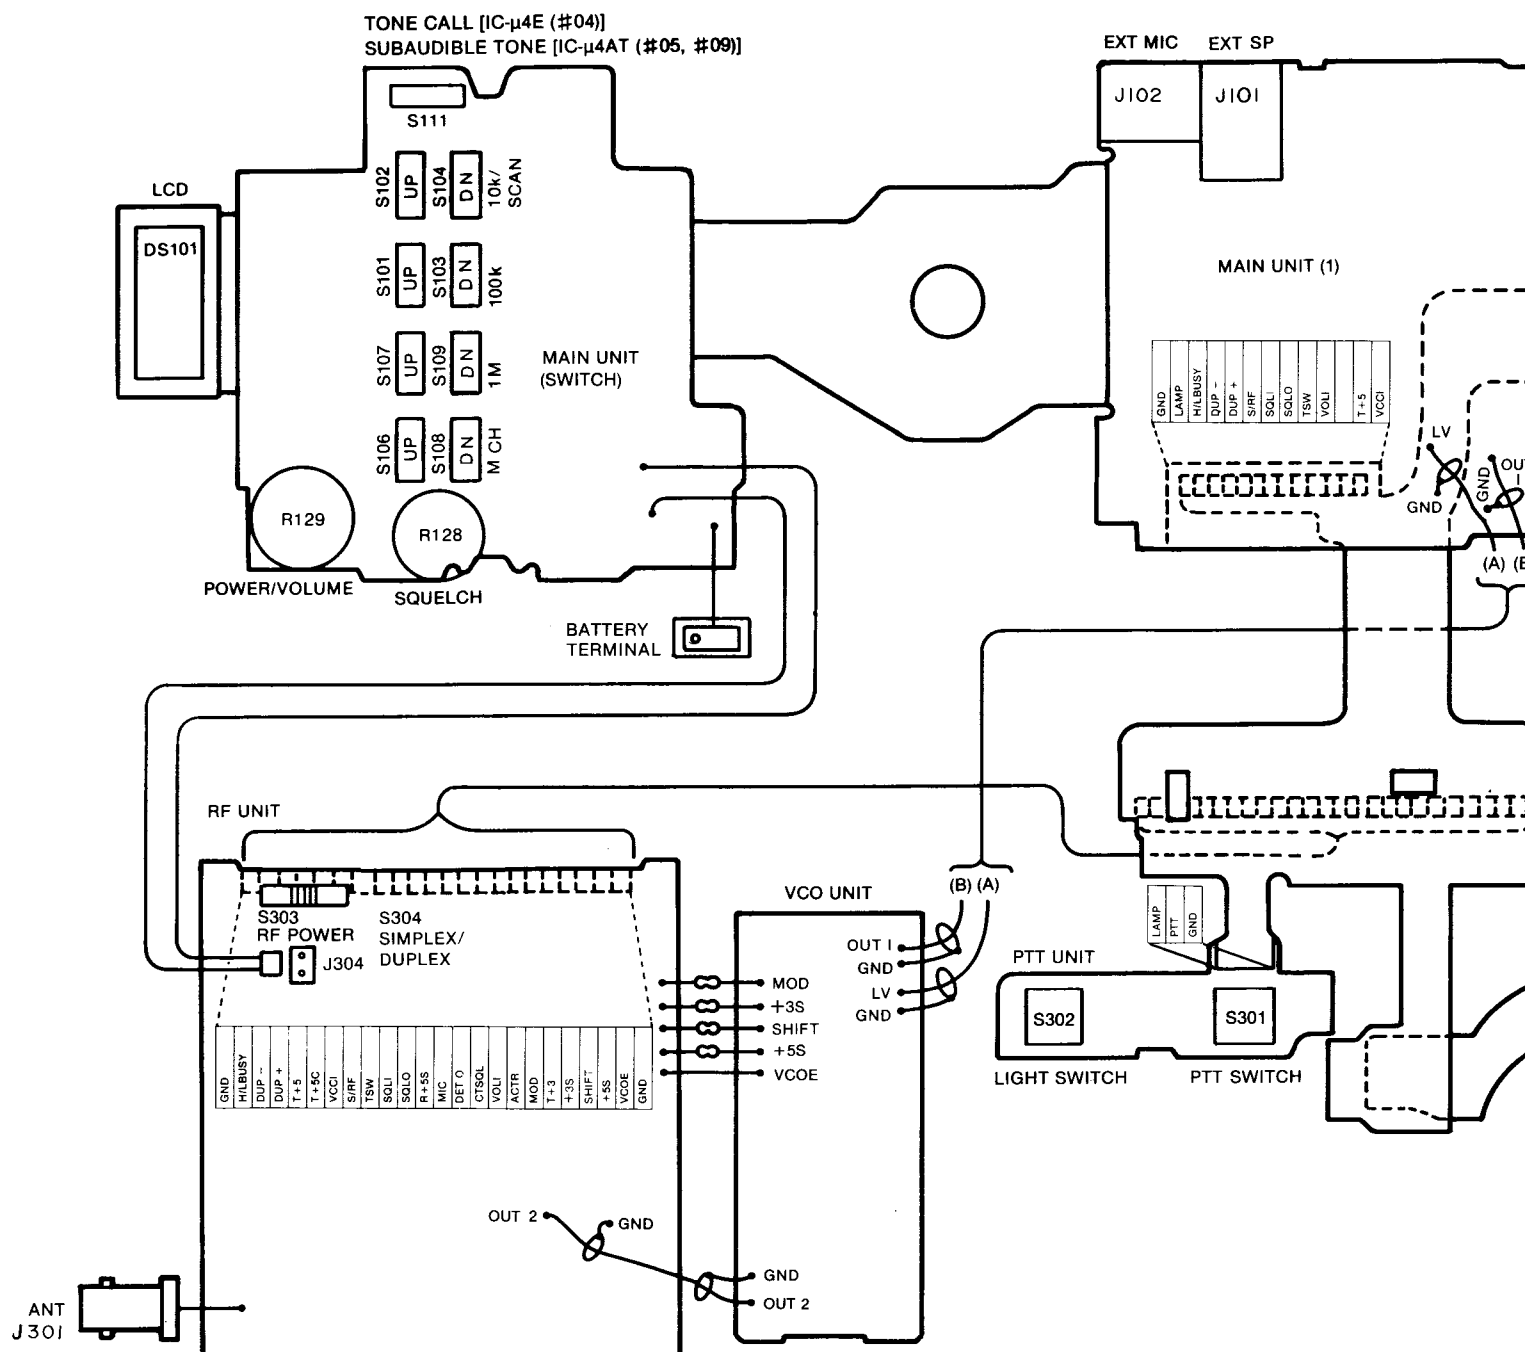 TONE CALL [IC-µ4E (#04)]
SUBAUDIBLE TONE [IC-µ4AT (#05, #09)]
EXT MIC
EXT SP
J102
J101
S111
LCD
DS101
S102
UP
S104
DN
10k/
SCAN
S101
UP
S103
DN
100k
S107
UP
S109
DN
1M
S106
UP
S108
DN
M CH
MAIN UNIT
(SWITCH)
R129
R128
POWER/VOLUME
SQUELCH
BATTERY
TERMINAL
MAIN UNIT (1)
GND
LAMP
H/LBUSY
DUP -
DUP +
S/RF
SQLI
SQLO
TSW
VOLI
T+5
VCCI
LV
GND
GND
(A)
RF UNIT
S303
RF POWER
S304
SIMPLEX/
DUPLEX
J304
GND
H/LBUSY
DUP -
DUP +
T+5
T+5C
VCCI
S/RF
TSW
SQLI
SQLO
R+5S
MIC
DET O
CTSQL
VOLI
ACTR
MOD
T+3
+3S
SHIFT
+5S
VCOE
GND
VCO UNIT
(B) (A)
OUT 1
GND
LV
GND
MOD
+3S
SHIFT
+5S
VCOE
LAMP
PTT
GND
PTT UNIT
S302
S301
LIGHT SWITCH
PTT SWITCH
OUT 2
GND
GND
OUT 2
ANT
J301